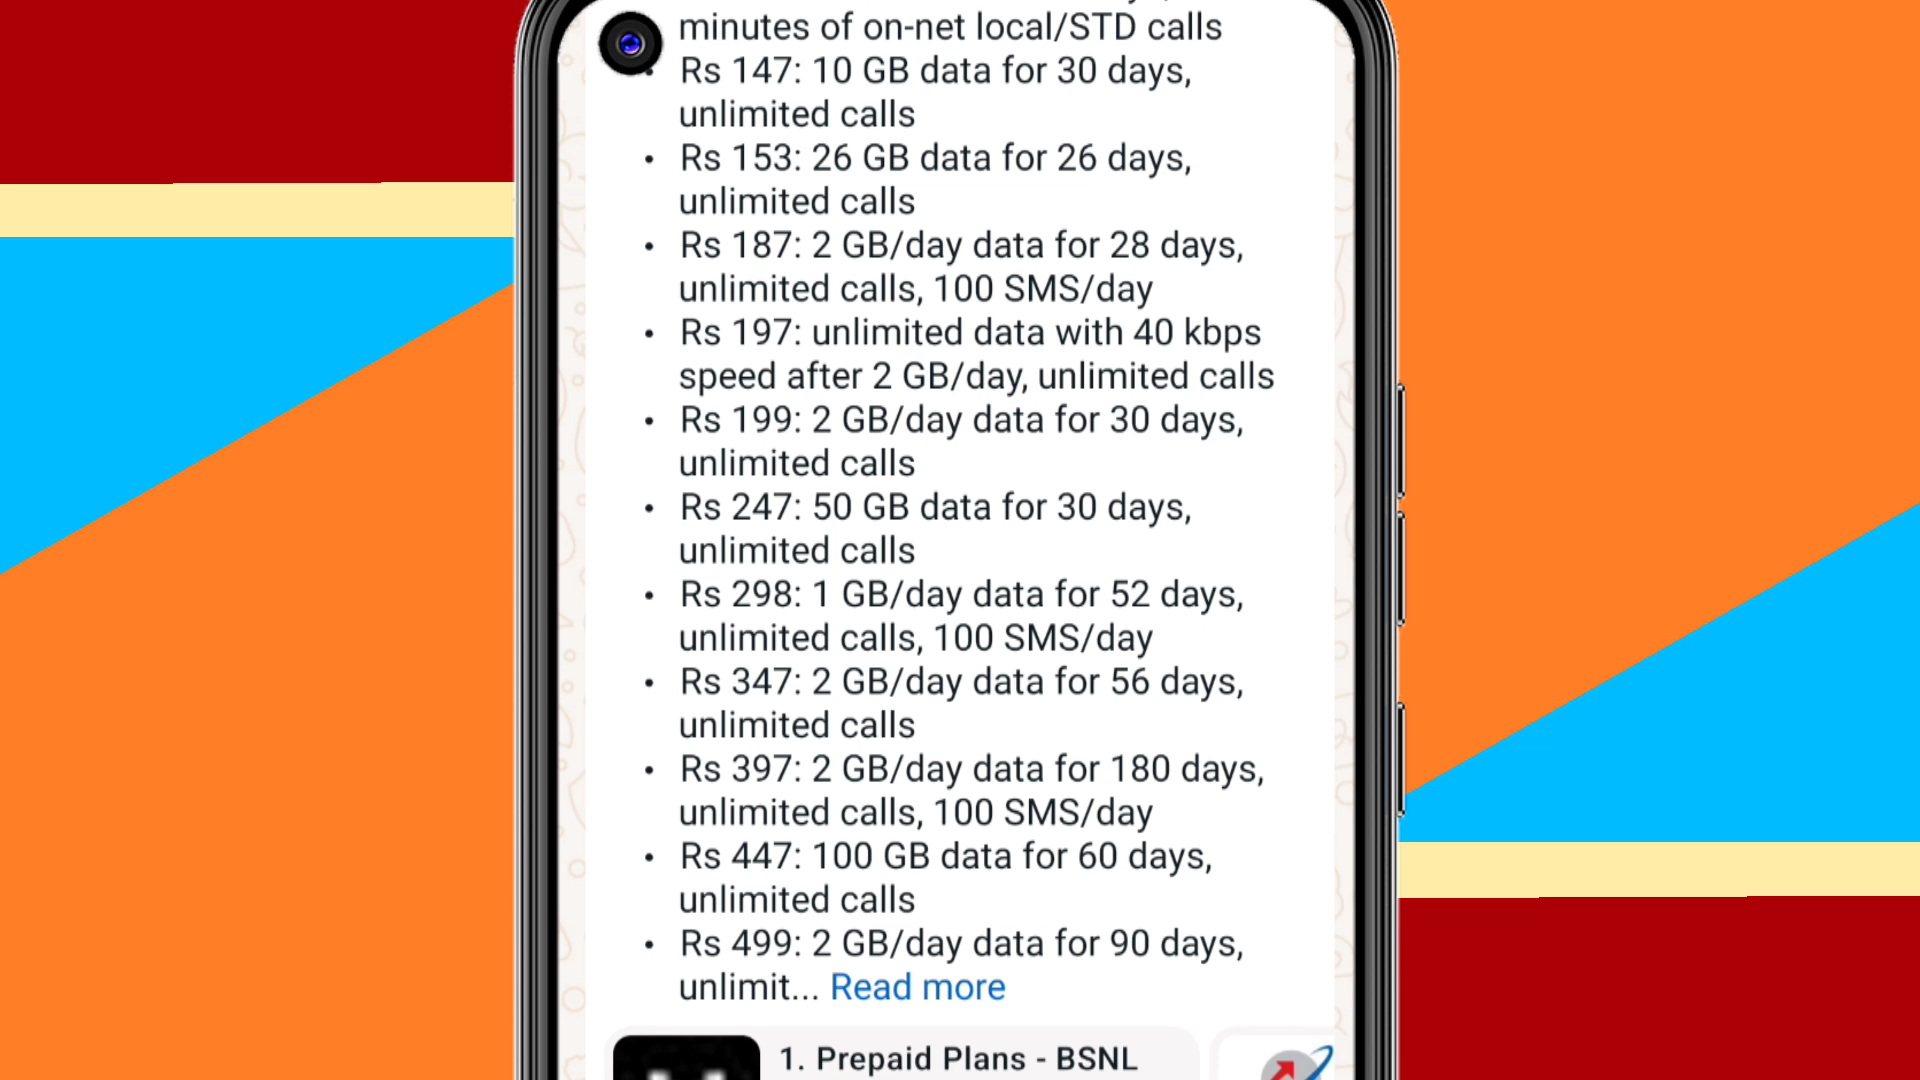 minutes of on-net local/STD calls
• Rs 147: 10 GB data for 30 days,
unlimited calls
• Rs 153: 26 GB data for 26 days,
unlimited calls
• Rs 187: 2 GB/day data for 28 days,
unlimited calls, 100 SMS/day
• Rs 197: unlimited data with 40 kbps
speed after 2 GB/day, unlimited calls
• Rs 199: 2 GB/day data for 30 days,
unlimited calls
• Rs 247: 50 GB data for 30 days,
unlimited calls
• Rs 298: 1 GB/day data for 52 days,
unlimited calls, 100 SMS/day
• Rs 347: 2 GB/day data for 56 days,
unlimited calls
• Rs 397: 2 GB/day data for 180 days,
unlimited calls, 100 SMS/day
• Rs 447: 100 GB data for 60 days,
unlimited calls
• Rs 499: 2 GB/day data for 90 days,
unlimit... Read more
1. Prepaid Plans - BSNL